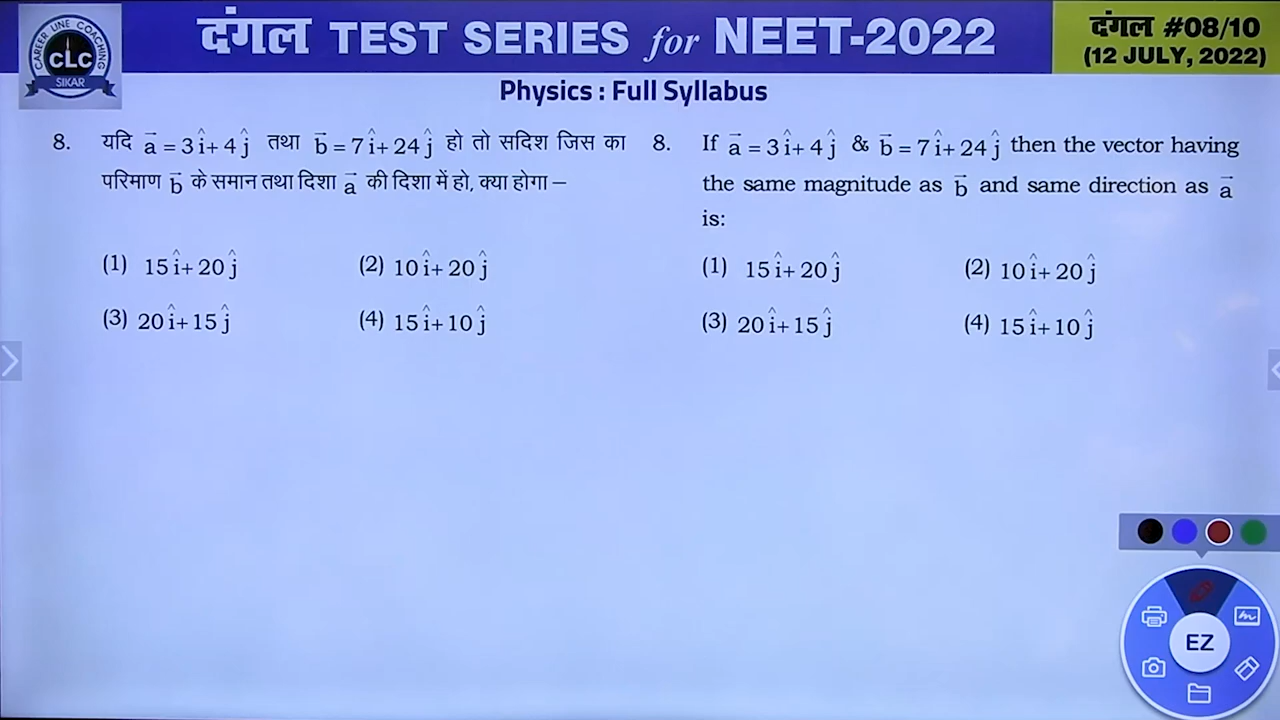 दंगल TEST SERIES for NEET-2022
दंगल #08/10
(12 JULY, 2022)
CAREER LINE COACHING
CLC
SIKAR
Physics : Full Syllabus
8. यदि a⃗ = 3î + 4ĵ तथा b⃗ = 7î + 24ĵ हो तो सदिश जिस का
परिमाण b⃗ के समान तथा दिशा a⃗ की दिशा में हो, क्या होगा –
(1) 15î + 20ĵ (2) 10î + 20ĵ
(3) 20î + 15ĵ (4) 15î + 10ĵ
8. If a⃗ = 3î + 4ĵ & b⃗ = 7î + 24ĵ then the vector having
the same magnitude as b⃗ and same direction as a⃗
is:
(1) 15î + 20ĵ (2) 10î + 20ĵ
(3) 20î + 15ĵ (4) 15î + 10ĵ
EZ